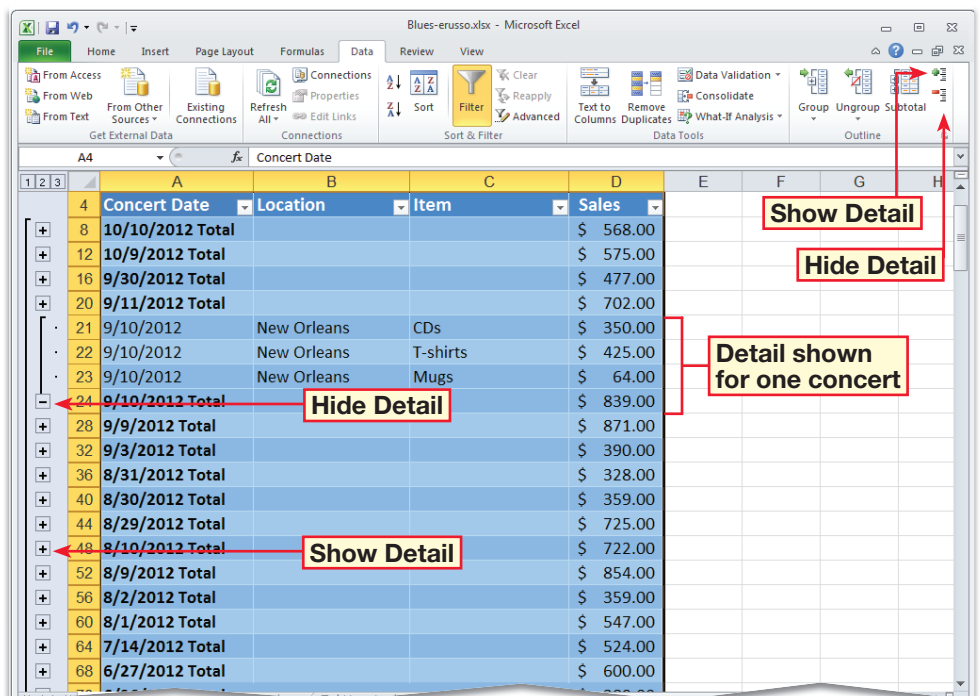 Blues-erusso.xlsx - Microsoft Excel
File Home Insert Page Layout Formulas Data Review View
From Access
From Web
From Text
From Other Sources
Existing Connections
Get External Data
Refresh All
Connections
Properties
Edit Links
Connections
Sort
Filter
Clear
Reapply
Advanced
Sort & Filter
Text to Columns
Remove Duplicates
Data Validation
Consolidate
What-If Analysis
Data Tools
Group Ungroup Subtotal
Outline
A4 fx Concert Date
1 2 3 A B C D E F G H
4 Concert Date Location Item Sales
Show Detail
8 10/10/2012 Total $ 568.00
12 10/9/2012 Total $ 575.00
Hide Detail
16 9/30/2012 Total $ 477.00
20 9/11/2012 Total $ 702.00
21 9/10/2012 New Orleans CDs $ 350.00
22 9/10/2012 New Orleans T-shirts $ 425.00
23 9/10/2012 New Orleans Mugs $ 64.00
Detail shown
for one concert
24 9/10/2012 Total $ 839.00
Hide Detail
28 9/9/2012 Total $ 871.00
32 9/3/2012 Total $ 390.00
36 8/31/2012 Total $ 328.00
40 8/30/2012 Total $ 359.00
44 8/29/2012 Total $ 725.00
48 8/10/2012 Total $ 722.00
Show Detail
52 8/9/2012 Total $ 854.00
56 8/2/2012 Total $ 359.00
60 8/1/2012 Total $ 547.00
64 7/14/2012 Total $ 524.00
68 6/27/2012 Total $ 600.00